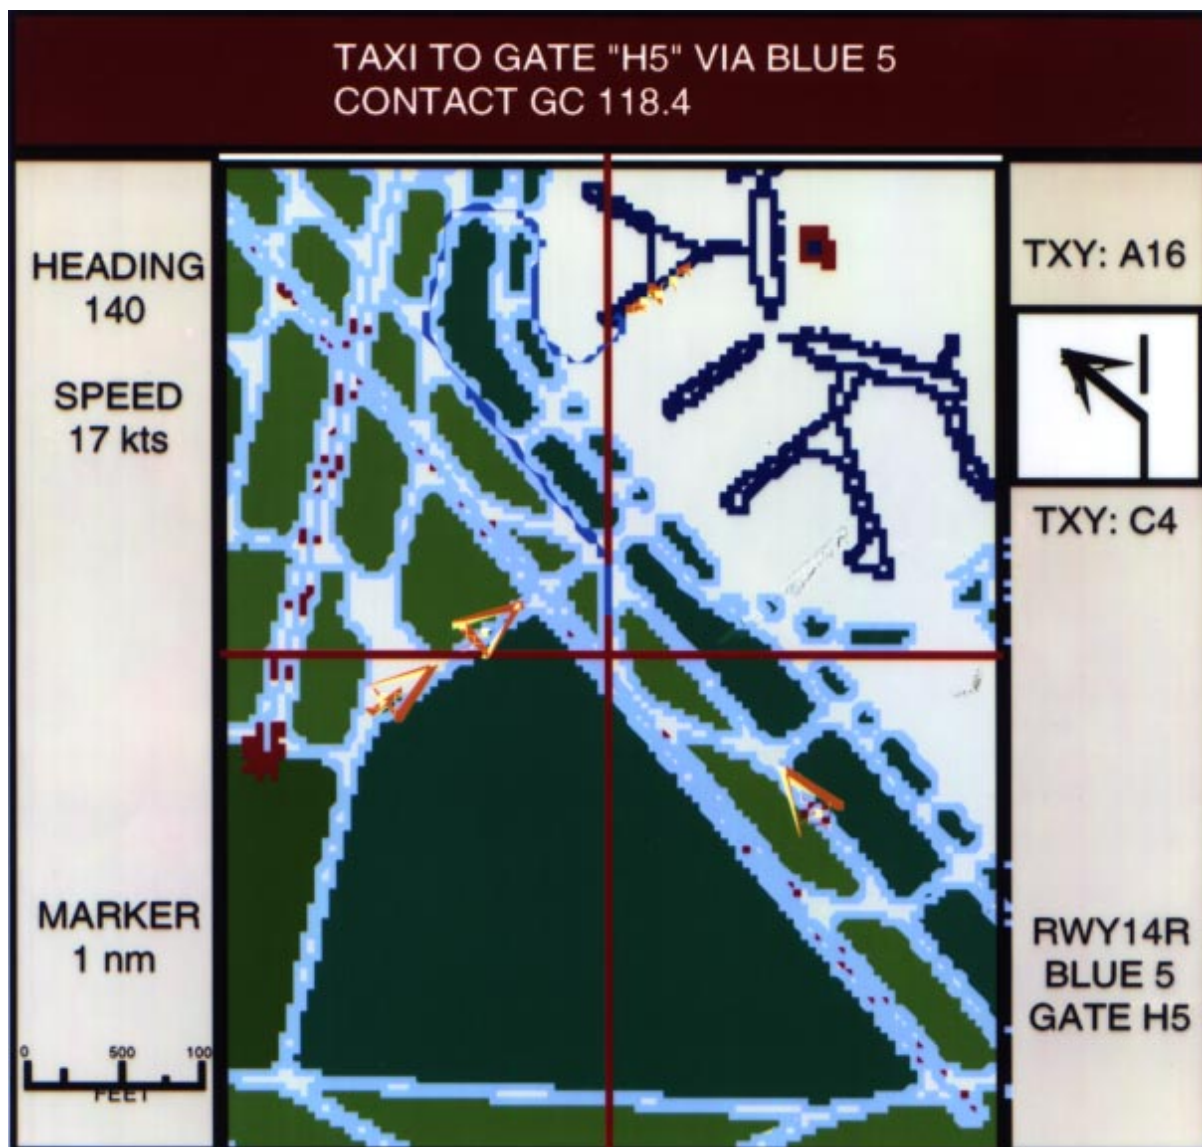 TAXI TO GATE "H5" VIA BLUE 5
CONTACT GC 118.4
HEADING
140
SPEED
17 kts
MARKER
1 nm
0 500 100
FEET
TXY: A16
TXY: C4
RWY14R
BLUE 5
GATE H5